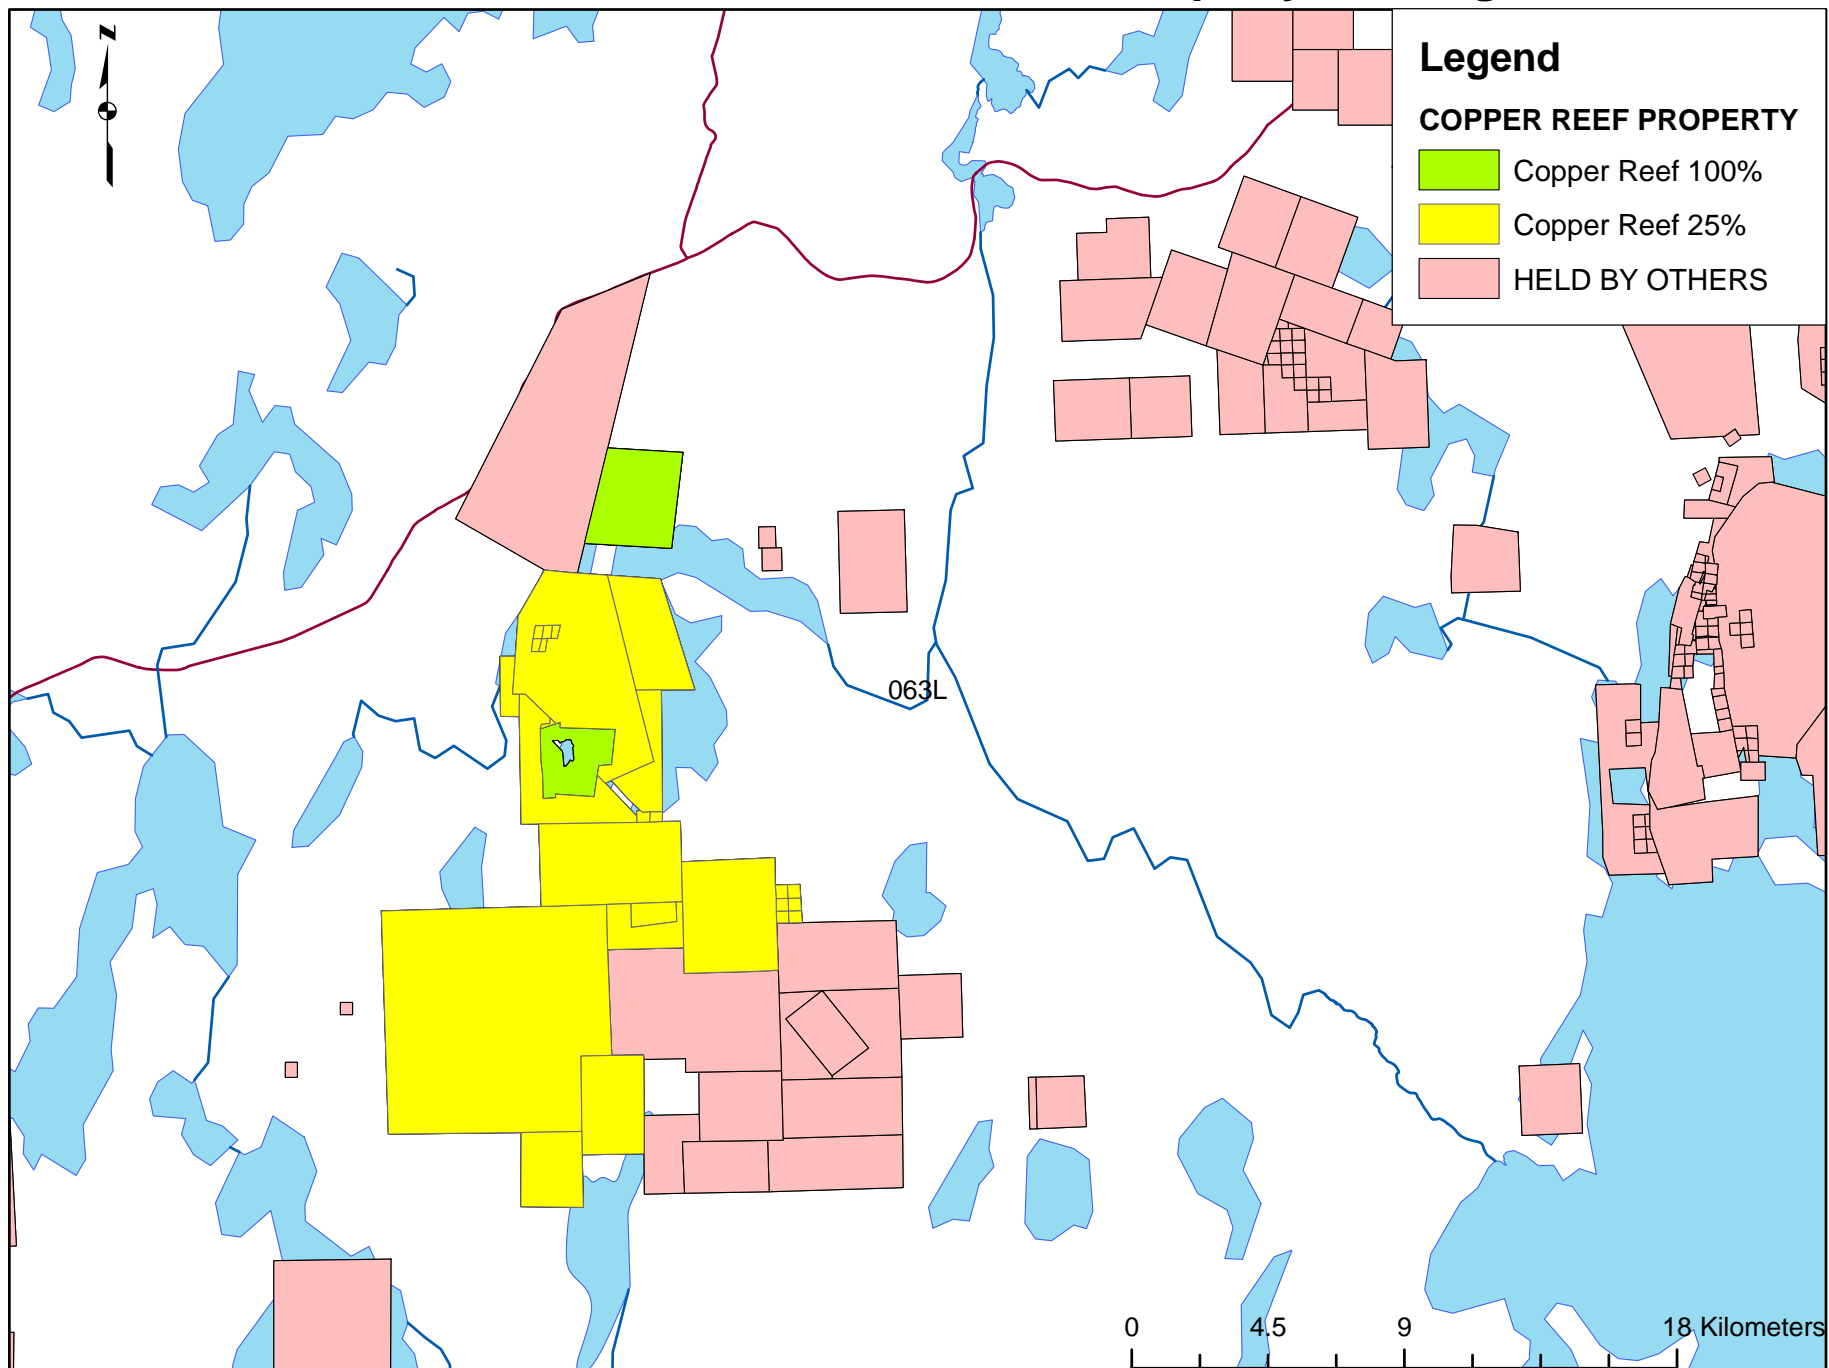 N
Legend
COPPER REEF PROPERTY
Copper Reef 100%
Copper Reef 25%
HELD BY OTHERS
063L
0 4.5 9 18 Kilometers